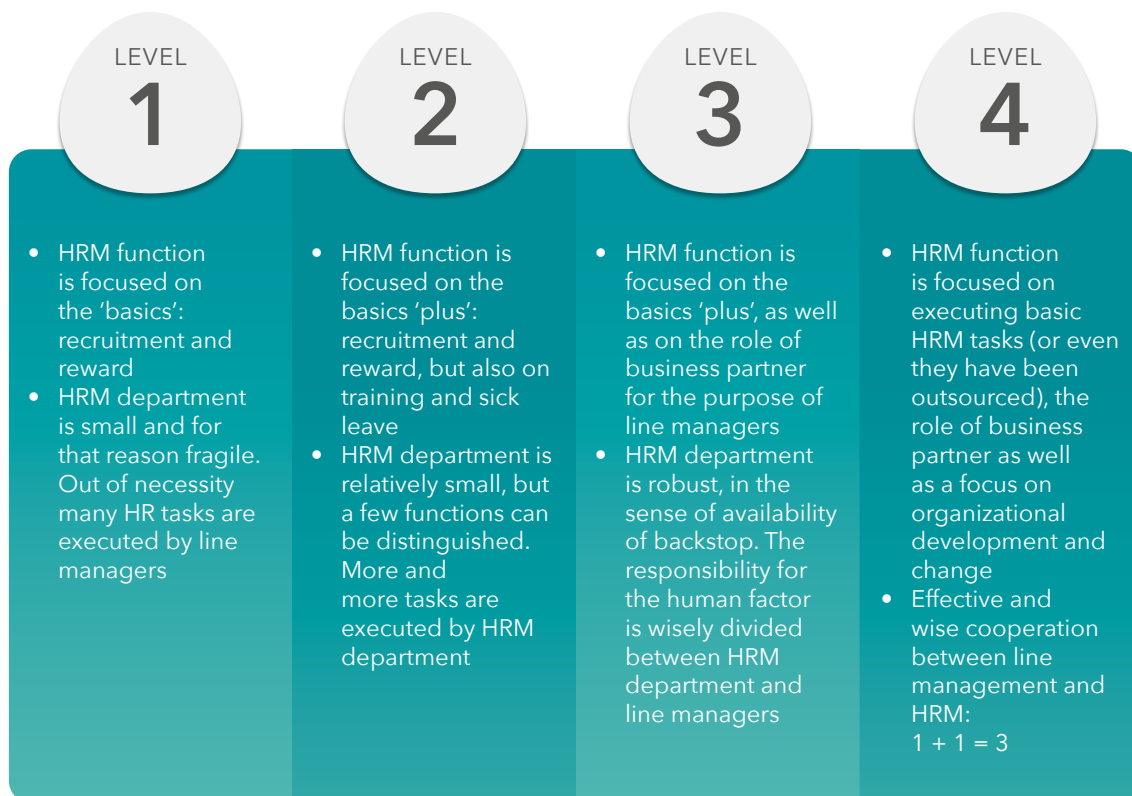 LEVEL
1
• HRM function
is focused on
the ‘basics’:
recruitment and
reward
• HRM department
is small and for
that reason fragile.
Out of necessity
many HR tasks are
executed by line
managers
LEVEL
2
• HRM function is
focused on the
basics ‘plus’:
recruitment and
reward, but also on
training and sick
leave
• HRM department is
relatively small, but
a few functions can
be distinguished.
More and
more tasks are
executed by HRM
department
LEVEL
3
• HRM function is
focused on the
basics ‘plus’, as well
as on the role of
business partner
for the purpose of
line managers
• HRM department
is robust, in the
sense of availability
of backstop. The
responsibility for
the human factor
is wisely divided
between HRM
department and
line managers
LEVEL
4
• HRM function
is focused on
executing basic
HRM tasks (or even
they have been
outsourced), the
role of business
partner as well
as a focus on
organizational
development and
change
• Effective and
wise cooperation
between line
management and
HRM:
1 + 1 = 3